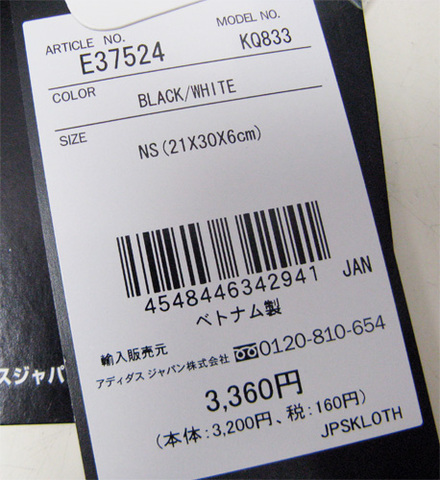 ARTICLE NO. MODEL NO.
E37524 KQ833
COLOR BLACK/WHITE
SIZE NS(21X30X6cm)
4548446342941 JAN
ベトナム製
輸入販売元
アディダス ジャパン株式会社 0120-810-654
3,360円
(本体:3,200円、税:160円)
JPSKLOTH
スジャパ